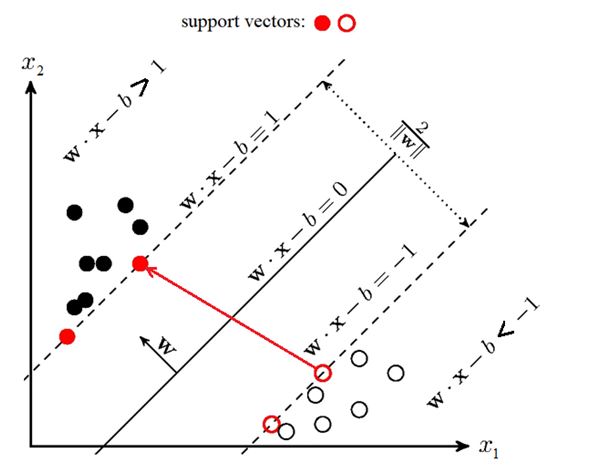 support vectors:
x₂
w · x − b > 1
w · x − b = 1
2
‖w‖
w · x − b = 0
w · x − b = −1
w
w · x − b < −1
x₁